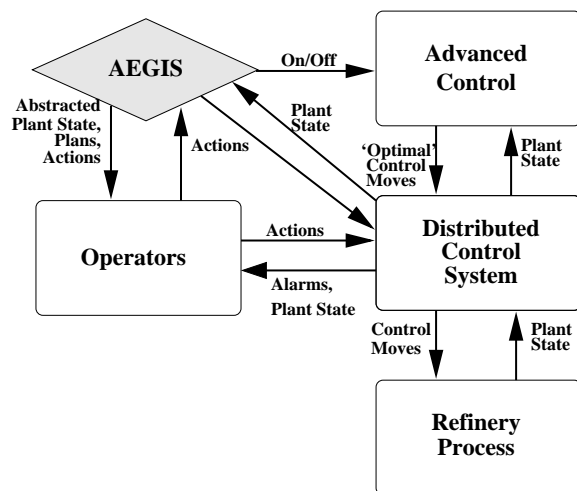 AEGIS
On/Off
Advanced
Control
Abstracted
Plant State,
Plans,
Actions
Actions
Plant
State
‘Optimal’
Control
Moves
Plant
State
Operators
Actions
Alarms,
Plant State
Distributed
Control
System
Control
Moves
Plant
State
Refinery
Process